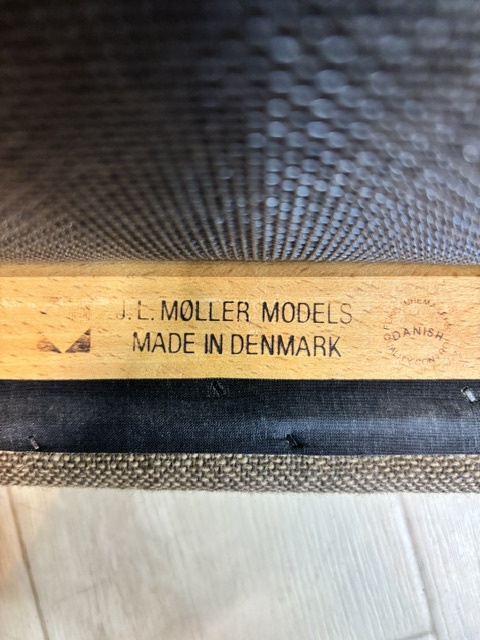 J. L. MØLLER MODELS
MADE IN DENMARK
DANISH